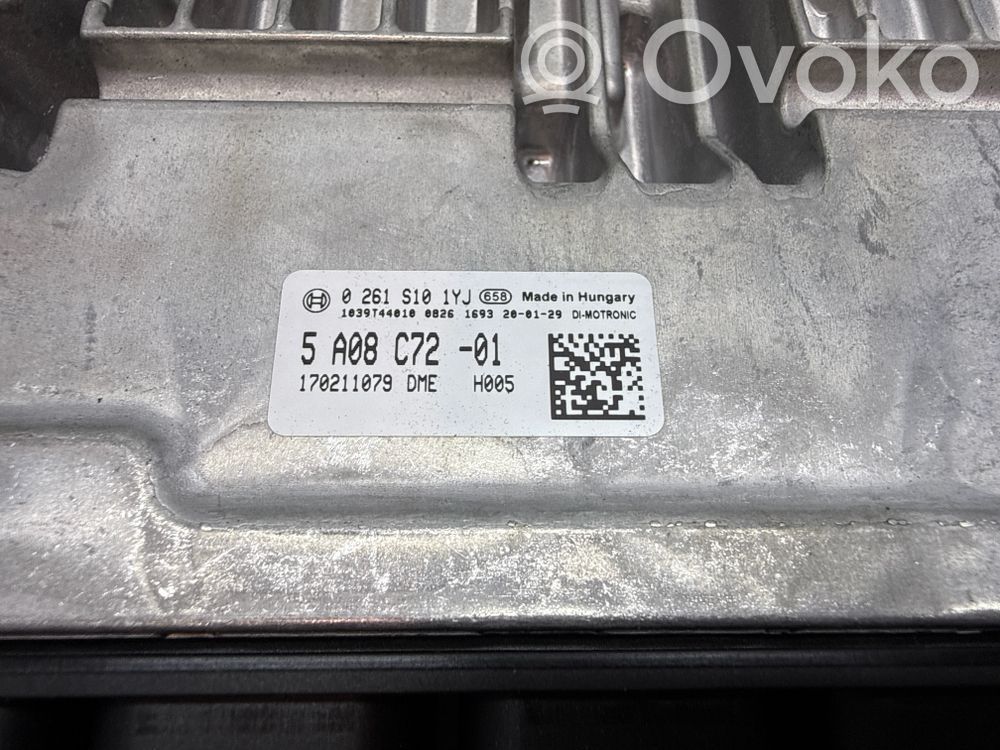 Ovoko
0 261 S10 1YJ 658 Made in Hungary
1039T44010 0826 1693 20-01-29 DI-MOTRONIC
5 A08 C72 -01
170211079 DME H005